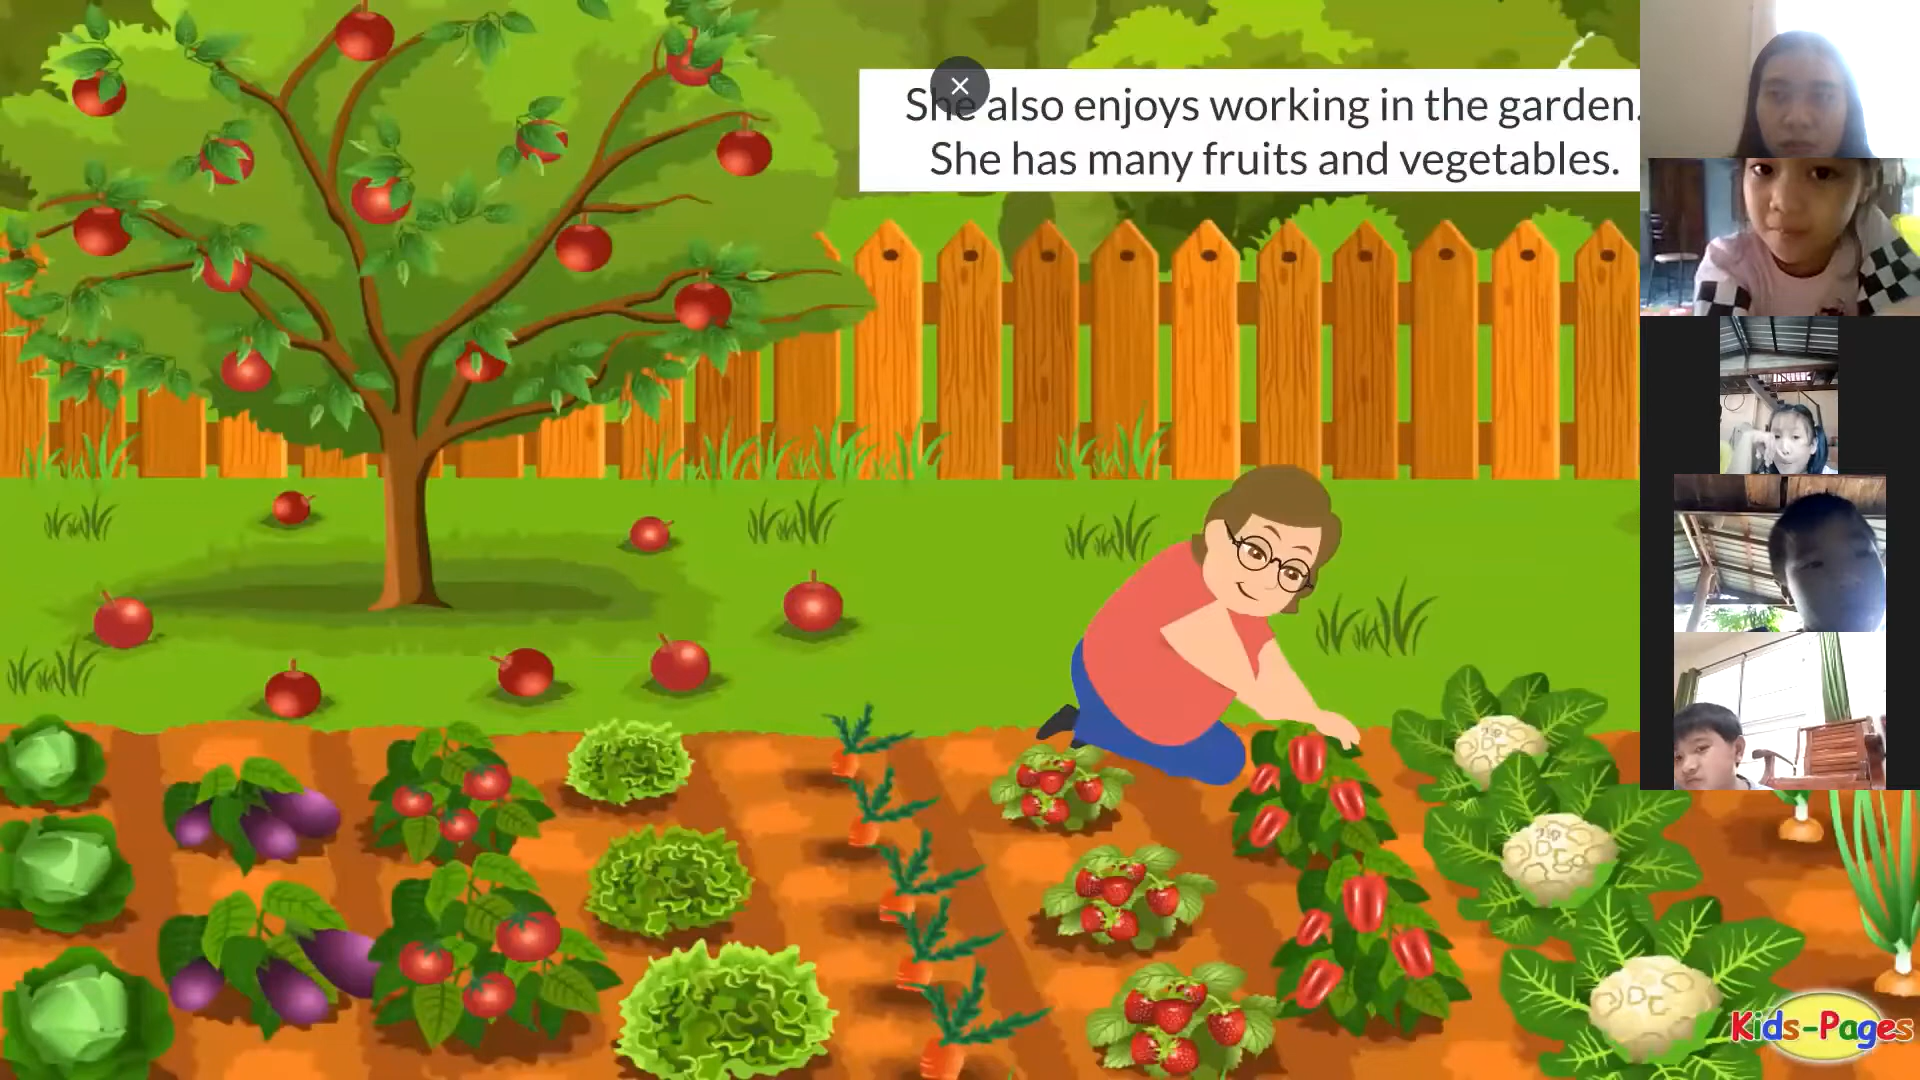 She also enjoys working in the garden.
She has many fruits and vegetables.
Kids-Pages